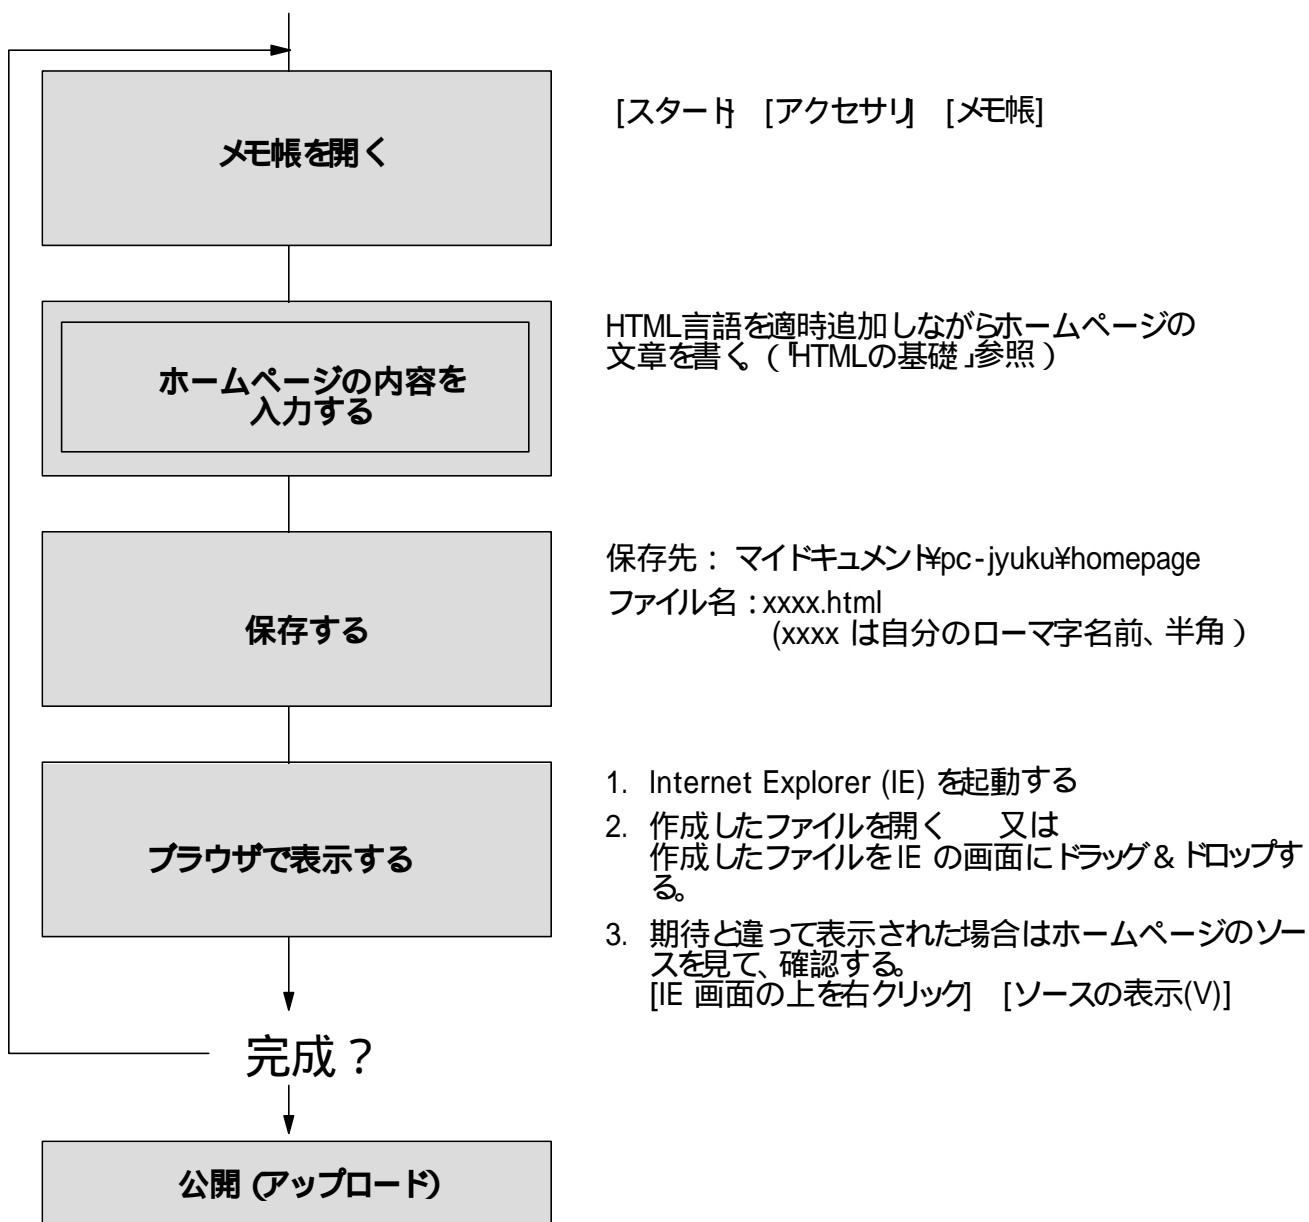 メモ帳を開く
[スタート] [アクセサリ] [メモ帳]
ホームページの内容を
入力する
HTML言語を適時追加しながらホームページの
文章を書く。(「HTMLの基礎」参照)
保存する
保存先: マイドキュメント¥pc-jyuku¥homepage
ファイル名:xxxx.html
(xxxx は自分のローマ字名前、半角)
ブラウザで表示する
1. Internet Explorer (IE) を起動する
2. 作成したファイルを開く 又は
作成したファイルをIE の画面にドラッグ& ドロップす
る。
3. 期待と違って表示された場合はホームページのソー
スを見て、確認する。
[IE 画面の上を右クリック] [ソースの表示(V)]
完成?
公開(アップロード)